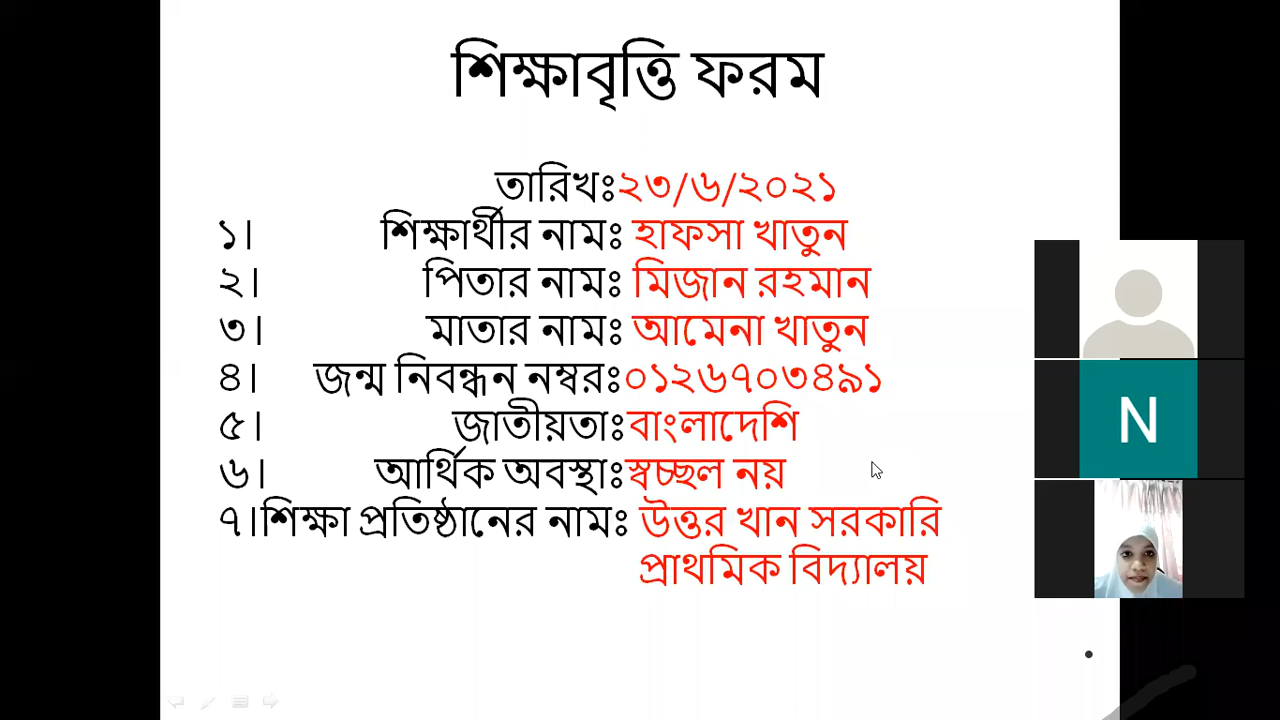 শিক্ষাবৃত্তি ফরম
তারিখঃ২৩/৬/২০২১
১। শিক্ষার্থীর নামঃ হাফসা খাতুন
২। পিতার নামঃ মিজান রহমান
৩। মাতার নামঃ আমেনা খাতুন
৪। জন্ম নিবন্ধন নম্বরঃ০১২৬৭০৩৪৯১
৫। জাতীয়তাঃবাংলাদেশি
৬। আর্থিক অবস্থাঃস্বচ্ছল নয়
৭।শিক্ষা প্রতিষ্ঠানের নামঃ উত্তর খান সরকারি
প্রাথমিক বিদ্যালয়
N